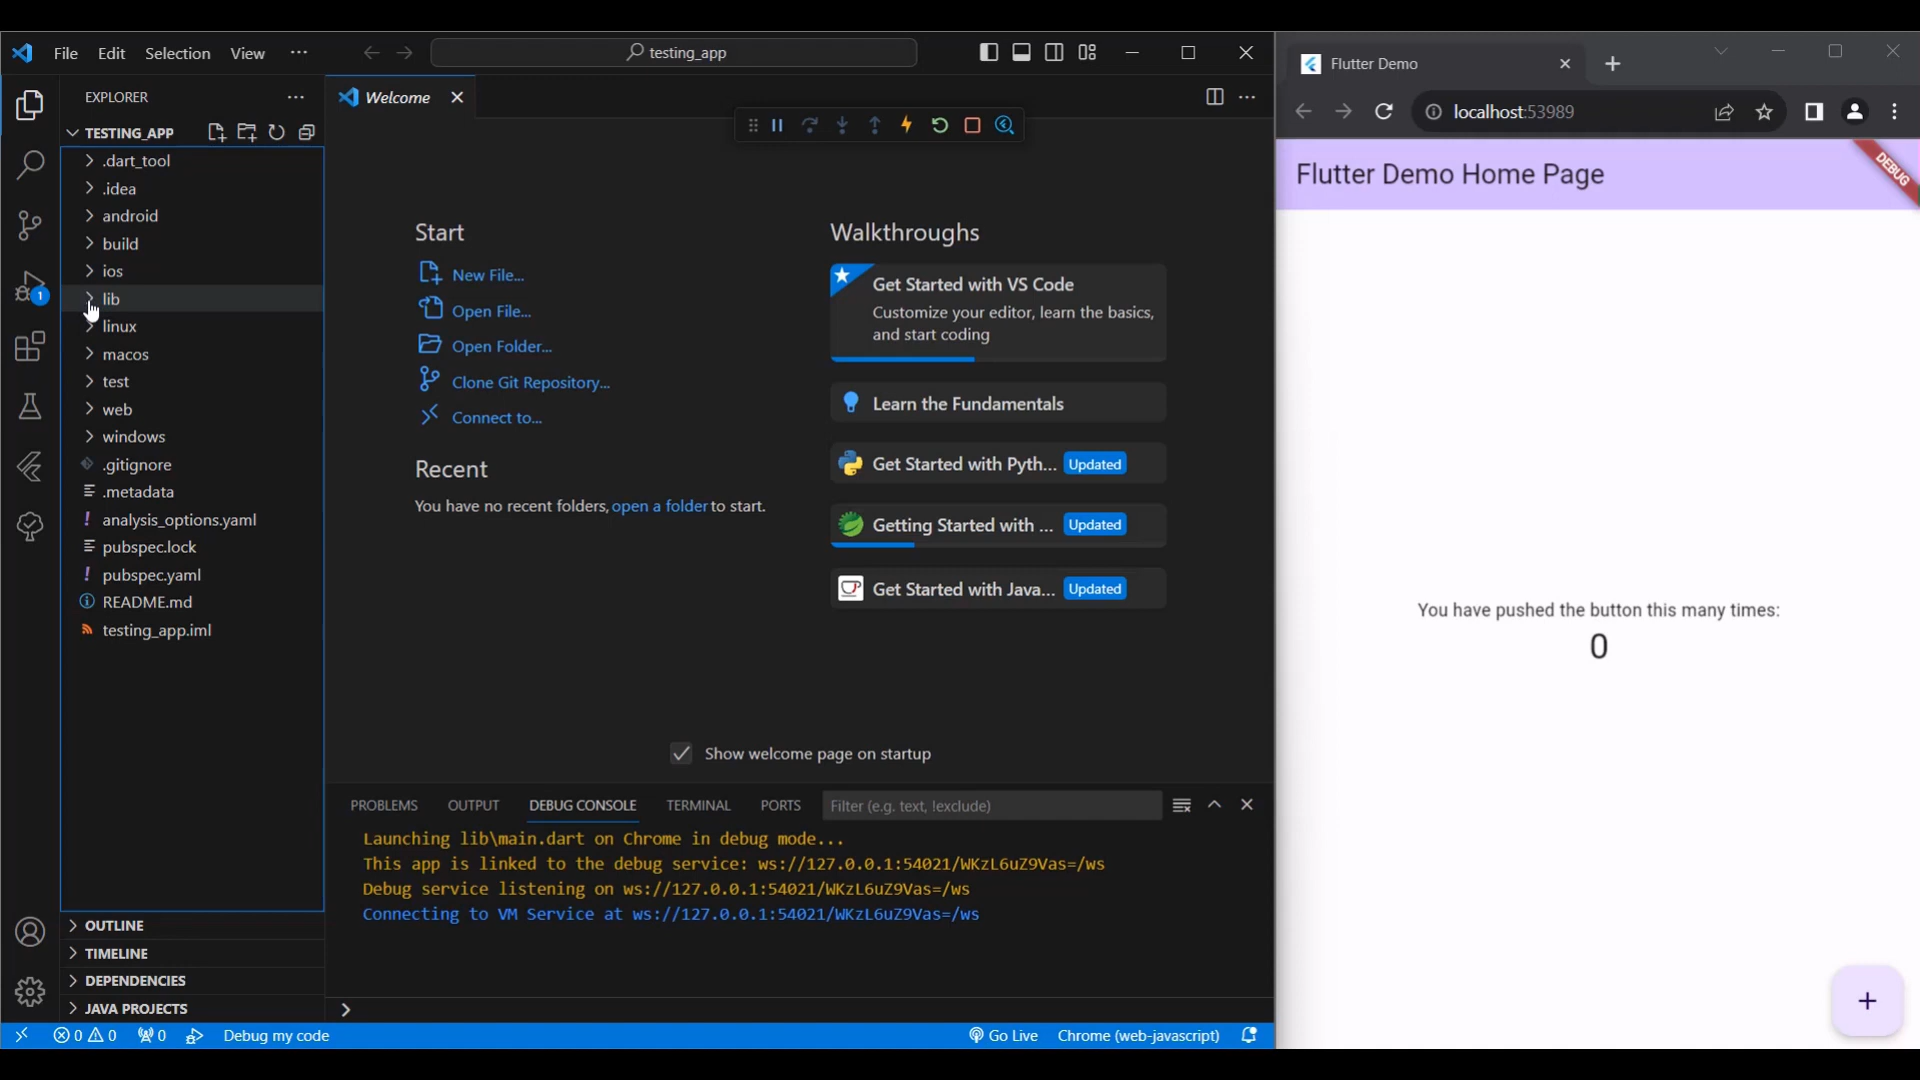 File Edit Selection View ···
testing_app
EXPLORER
TESTING_APP
.dart_tool
.idea
android
build
ios
lib
linux
macos
test
web
windows
.gitignore
.metadata
! analysis_options.yaml
pubspec.lock
! pubspec.yaml
README.md
testing_app.iml
OUTLINE
TIMELINE
DEPENDENCIES
JAVA PROJECTS
1
Welcome
Start
New File...
Open File...
Open Folder...
Clone Git Repository...
Connect to...
Recent
You have no recent folders, open a folder to start.
Walkthroughs
Get Started with VS Code
Customize your editor, learn the basics,
and start coding
Learn the Fundamentals
Get Started with Pyth... Updated
Getting Started with ... Updated
Get Started with Java... Updated
Show welcome page on startup
PROBLEMS OUTPUT DEBUG CONSOLE TERMINAL PORTS Filter (e.g. text, !exclude)
Launching lib\main.dart on Chrome in debug mode...
This app is linked to the debug service: ws://127.0.0.1:54021/WKzL6uZ9Vas=/ws
Debug service listening on ws://127.0.0.1:54021/WKzL6uZ9Vas=/ws
Connecting to VM Service at ws://127.0.0.1:54021/WKzL6uZ9Vas=/ws
0 0 0 Debug my code Go Live Chrome (web-javascript)
Flutter Demo
localhost:53989
Flutter Demo Home Page
DEBUG
You have pushed the button this many times:
0
+